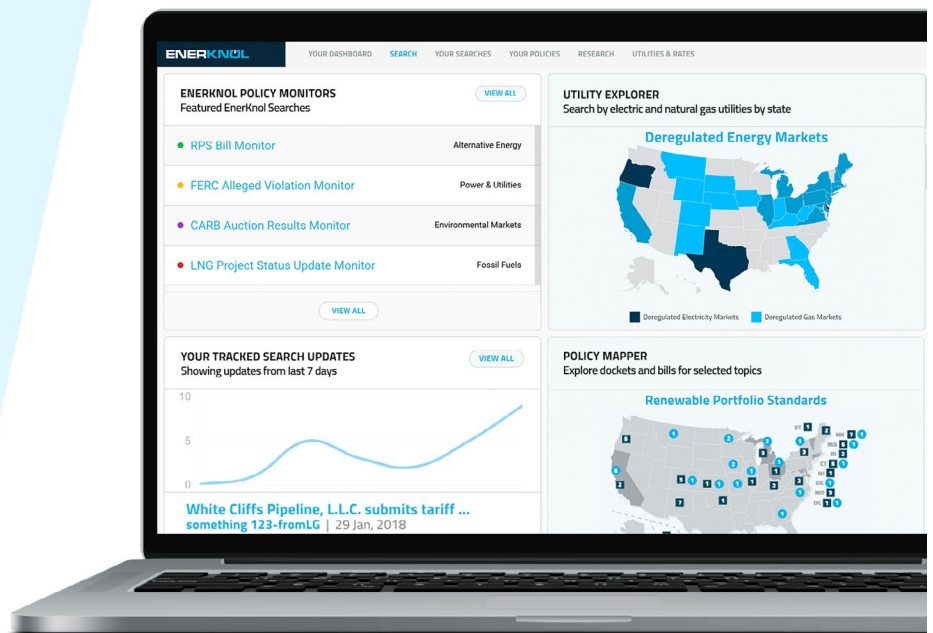 ENERKNOL
YOUR DASHBOARD SEARCH YOUR SEARCHES YOUR POLICIES RESEARCH UTILITIES & RATES
ENERKNOL POLICY MONITORS
Featured EnerKnol Searches
VIEW ALL
RPS Bill Monitor Alternative Energy
FERC Alleged Violation Monitor Power & Utilities
CARB Auction Results Monitor Environmental Markets
LNG Project Status Update Monitor Fossil Fuels
VIEW ALL
UTILITY EXPLORER
Search by electric and natural gas utilities by state
Deregulated Energy Markets
Deregulated Electricity Markets Deregulated Gas Markets
YOUR TRACKED SEARCH UPDATES
Showing updates from last 7 days
VIEW ALL
10
5
0
White Cliffs Pipeline, L.L.C. submits tariff ...
something 123-fromLG | 29 Jan, 2018
POLICY MAPPER
Explore dockets and bills for selected topics
Renewable Portfolio Standards
VT 1
NH 7 1